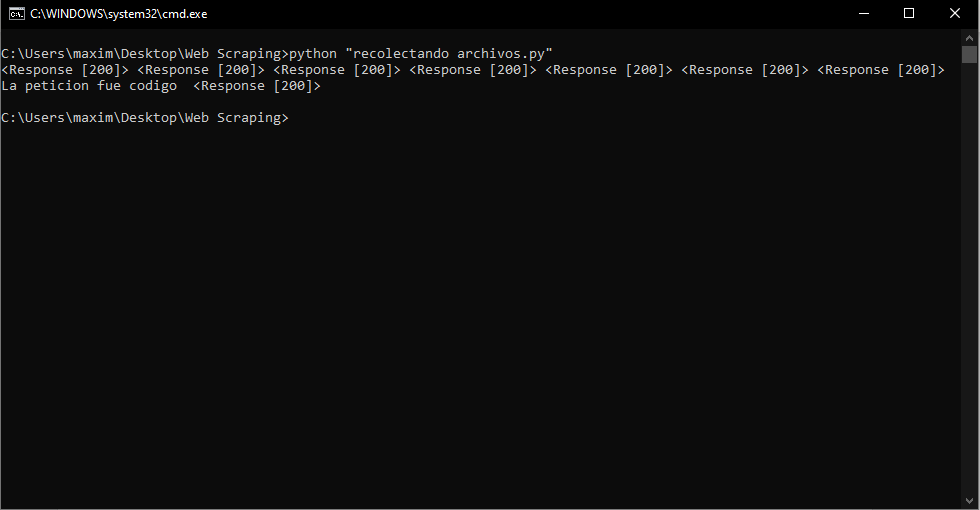 C:\WINDOWS\system32\cmd.exe
C:\Users\maxim\Desktop\Web Scraping>python "recolectando archivos.py"
<Response [200]> <Response [200]> <Response [200]> <Response [200]> <Response [200]> <Response [200]> <Response [200]>
La peticion fue codigo  <Response [200]>
C:\Users\maxim\Desktop\Web Scraping>